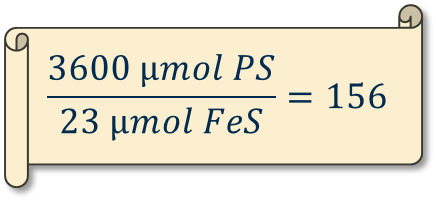 3600 μmol PS
23 μmol FeS
= 156